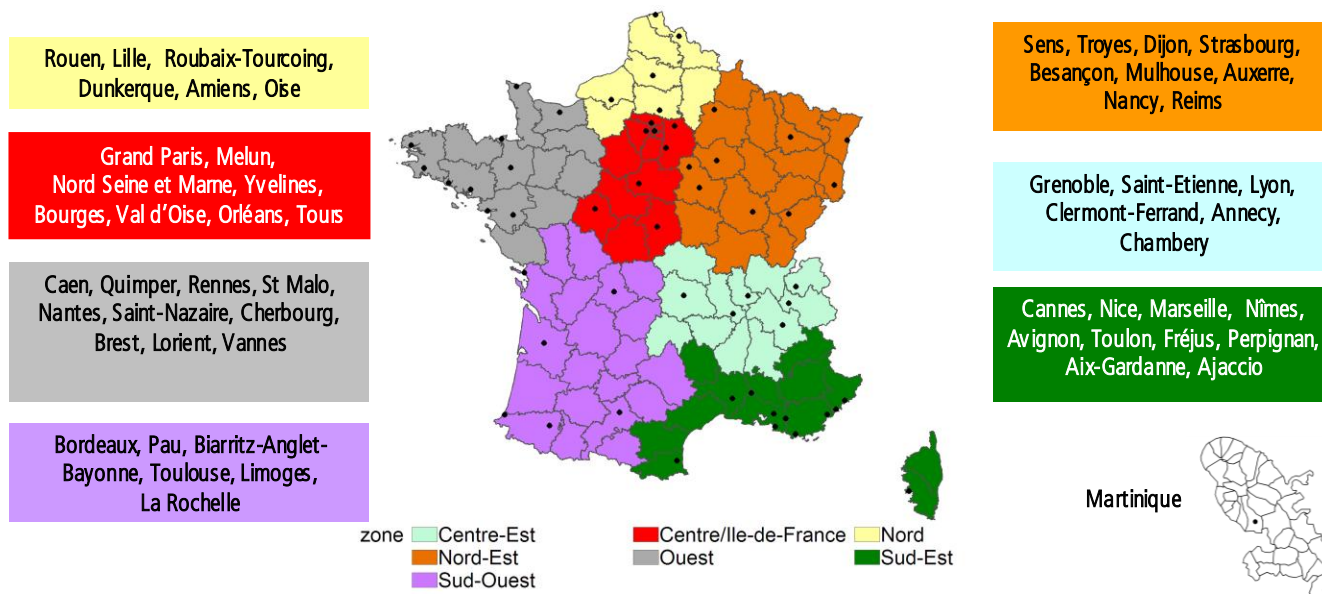 Rouen, Lille, Roubaix-Tourcoing,
Dunkerque, Amiens, Oise
Grand Paris, Melun,
Nord Seine et Marne, Yvelines,
Bourges, Val d'Oise, Orléans, Tours
Caen, Quimper, Rennes, St Malo,
Nantes, Saint-Nazaire, Cherbourg,
Brest, Lorient, Vannes
Bordeaux, Pau, Biarritz-Anglet-
Bayonne, Toulouse, Limoges,
La Rochelle
Sens, Troyes, Dijon, Strasbourg,
Besançon, Mulhouse, Auxerre,
Nancy, Reims
Grenoble, Saint-Etienne, Lyon,
Clermont-Ferrand, Annecy,
Chambery
Cannes, Nice, Marseille, Nîmes,
Avignon, Toulon, Fréjus, Perpignan,
Aix-Gardanne, Ajaccio
Martinique
zone Centre-Est Centre/Ile-de-France Nord
Nord-Est Ouest Sud-Est
Sud-Ouest